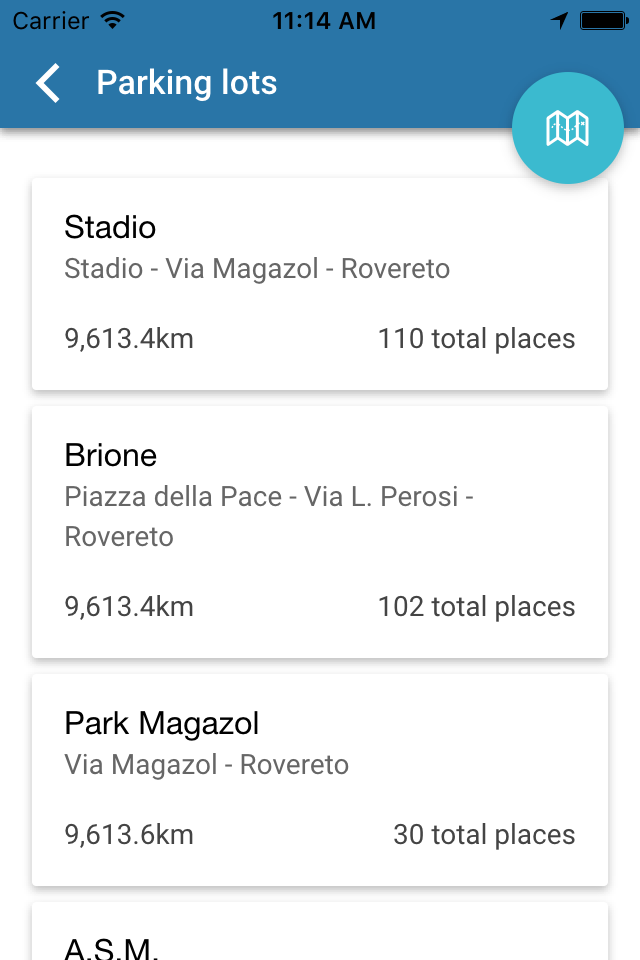 Carrier 11:14 AM
Parking lots
Stadio
Stadio - Via Magazol - Rovereto
9,613.4km 110 total places
Brione
Piazza della Pace - Via L. Perosi -
Rovereto
9,613.4km 102 total places
Park Magazol
Via Magazol - Rovereto
9,613.6km 30 total places
A.S.M.